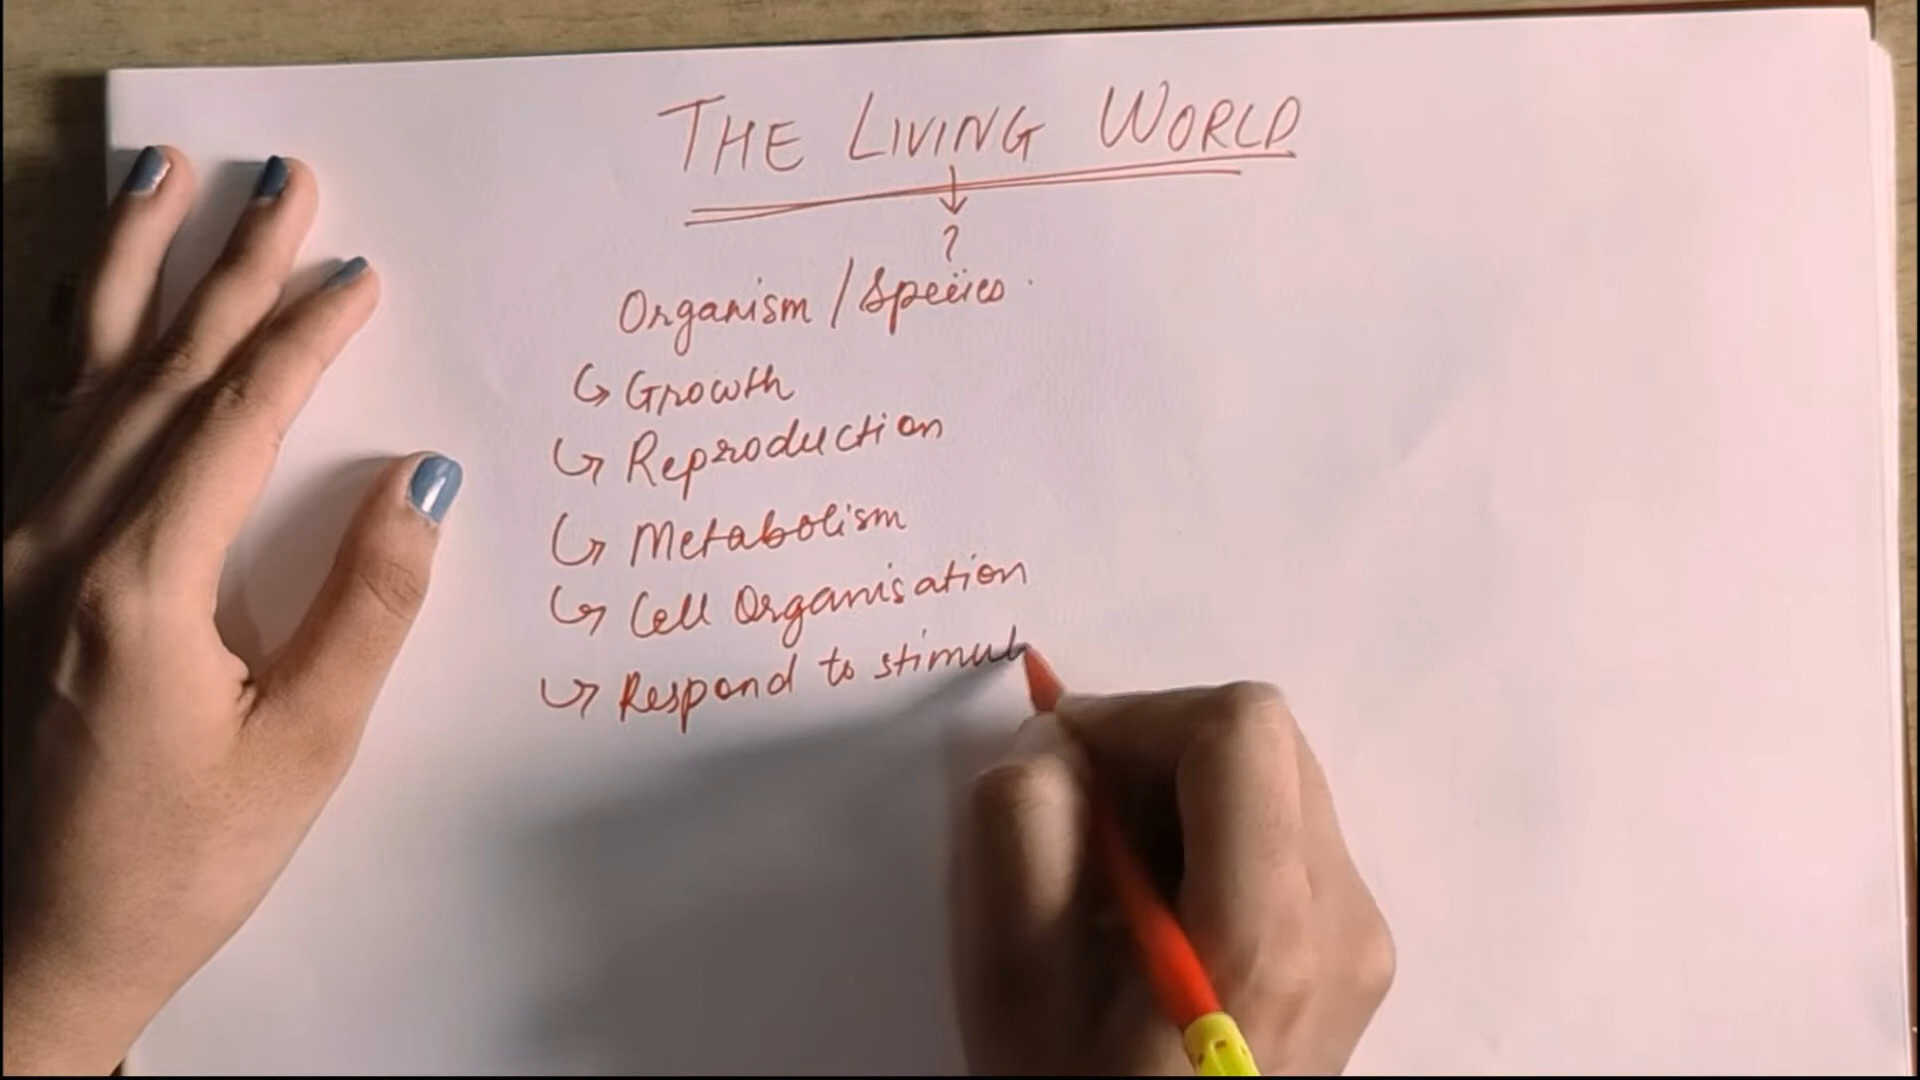 THE LIVING WORLD
↓
?
Organism / Species
↳ Growth
↳ Reproduction
↳ Metabolism
↳ Cell Organisation
↳ Respond to stimul